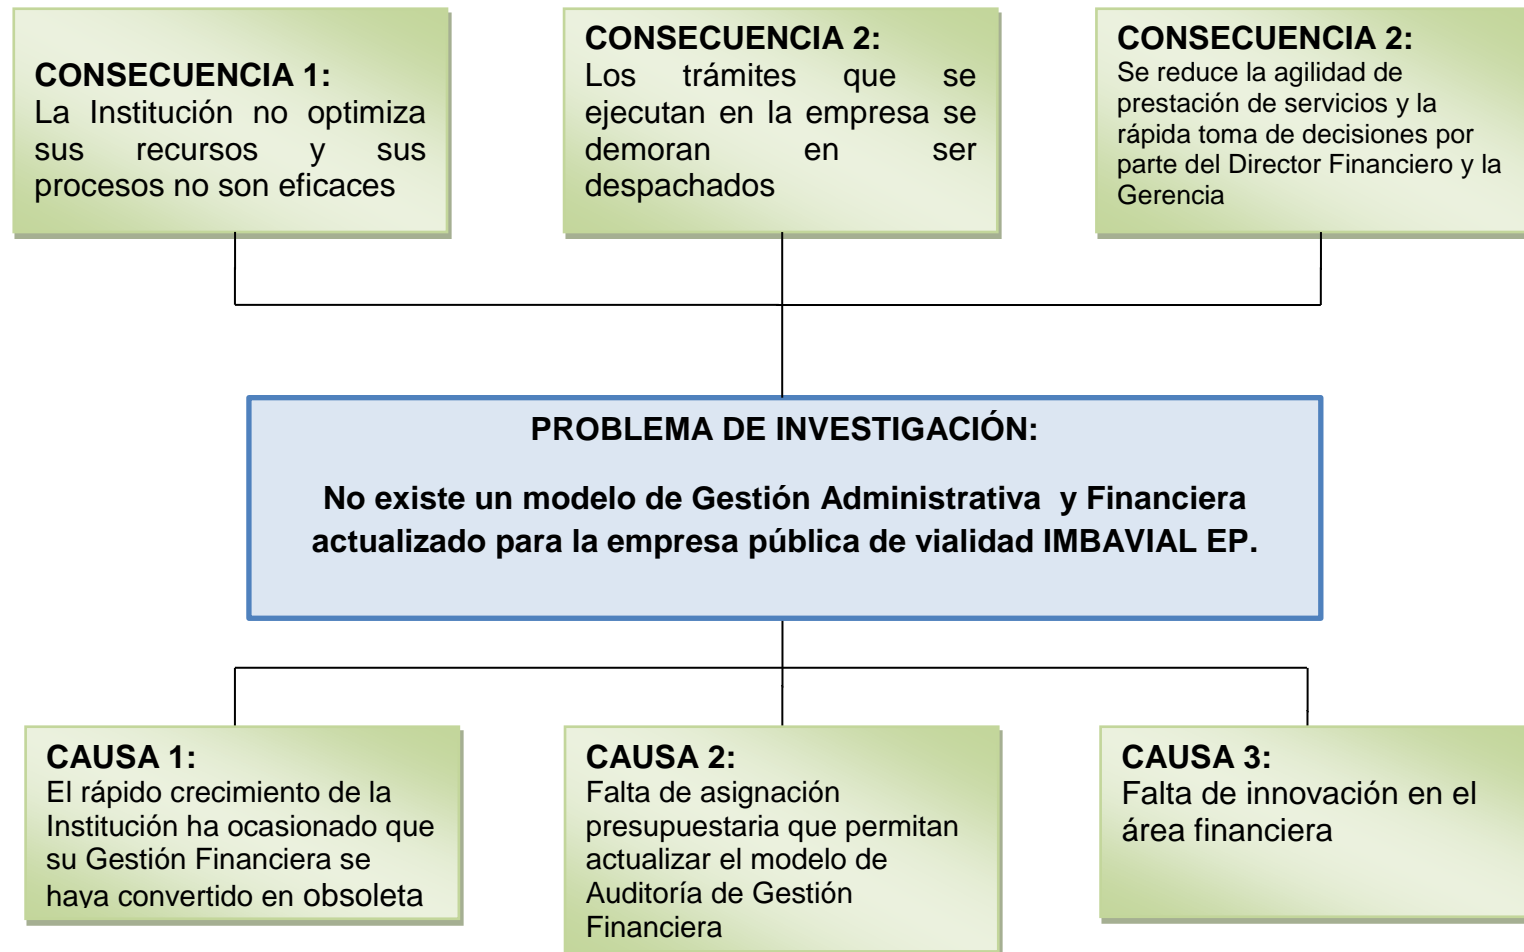 CONSECUENCIA 1:
La Institución no optimiza
sus recursos y sus
procesos no son eficaces
CONSECUENCIA 2:
Los trámites que se
ejecutan en la empresa se
demoran en ser
despachados
CONSECUENCIA 2:
Se reduce la agilidad de
prestación de servicios y la
rápida toma de decisiones por
parte del Director Financiero y la
Gerencia
PROBLEMA DE INVESTIGACIÓN:
No existe un modelo de Gestión Administrativa y Financiera
actualizado para la empresa pública de vialidad IMBAVIAL EP.
CAUSA 1:
El rápido crecimiento de la
Institución ha ocasionado que
su Gestión Financiera se
haya convertido en obsoleta
CAUSA 2:
Falta de asignación
presupuestaria que permitan
actualizar el modelo de
Auditoría de Gestión
Financiera
CAUSA 3:
Falta de innovación en el
área financiera